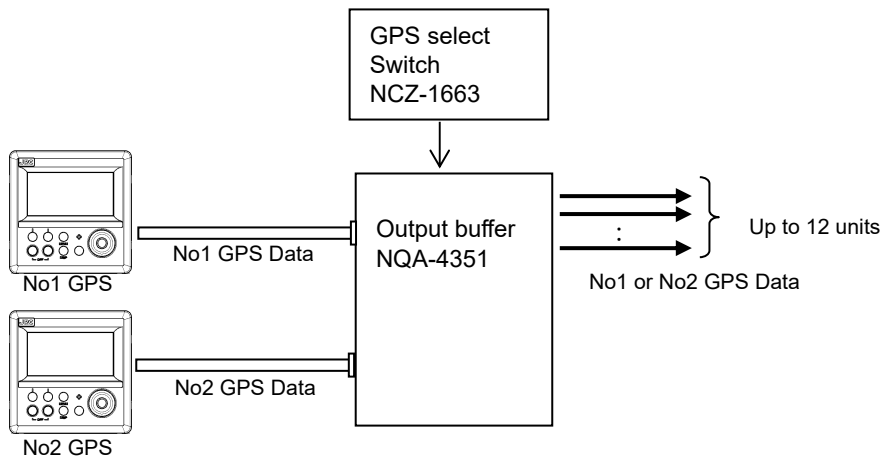 GPS select
Switch
NCZ-1663
Output buffer
NQA-4351
No1 GPS Data
No1 GPS
No2 GPS Data
No2 GPS
Up to 12 units
No1 or No2 GPS Data